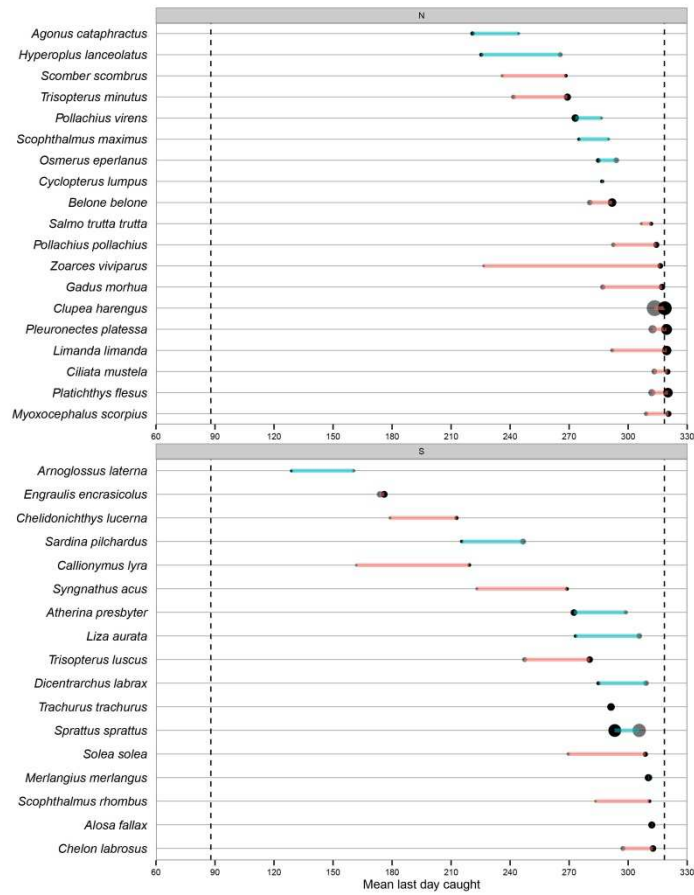 N
Agonus cataphractus
Hyperoplus lanceolatus
Scomber scombrus
Trisopterus minutus
Pollachius virens
Scophthalmus maximus
Osmerus eperlanus
Cyclopterus lumpus
Belone belone
Salmo trutta trutta
Pollachius pollachius
Zoarces viviparus
Gadus morhua
Clupea harengus
Pleuronectes platessa
Limanda limanda
Ciliata mustela
Platichthys flesus
Myoxocephalus scorpius
60 90 120 150 180 210 240 270 300 330
S
Arnoglossus laterna
Engraulis encrasicolus
Chelidonichthys lucerna
Sardina pilchardus
Callionymus lyra
Syngnathus acus
Atherina presbyter
Liza aurata
Trisopterus luscus
Dicentrarchus labrax
Trachurus trachurus
Sprattus sprattus
Solea solea
Merlangius merlangus
Scophthalmus rhombus
Alosa fallax
Chelon labrosus
60 90 120 150 180 210 240 270 300 330
Mean last day caught